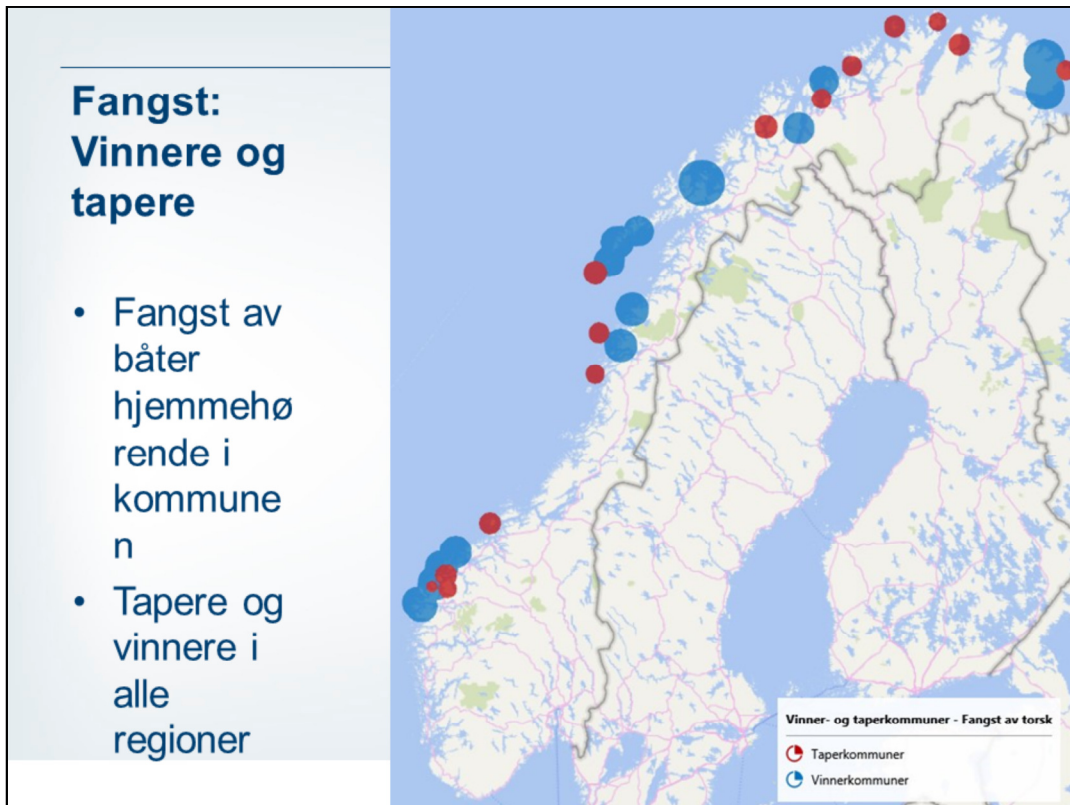 Fangst:
Vinnere og
tapere
• Fangst av
båter
hjemmehø
rende i
kommune
n
• Tapere og
vinnere i
alle
regioner
Vinner- og taperkommuner - Fangst av torsk
Taperkommuner
Vinnerkommuner